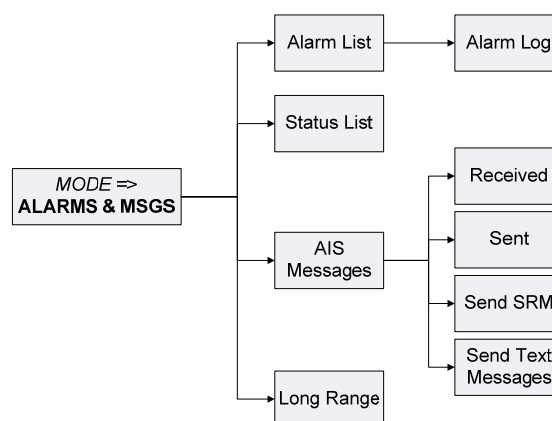 Alarm List
Alarm Log
Status List
MODE =>
ALARMS & MSGS
AIS
Messages
Received
Sent
Send SRM
Send Text
Messages
Long Range